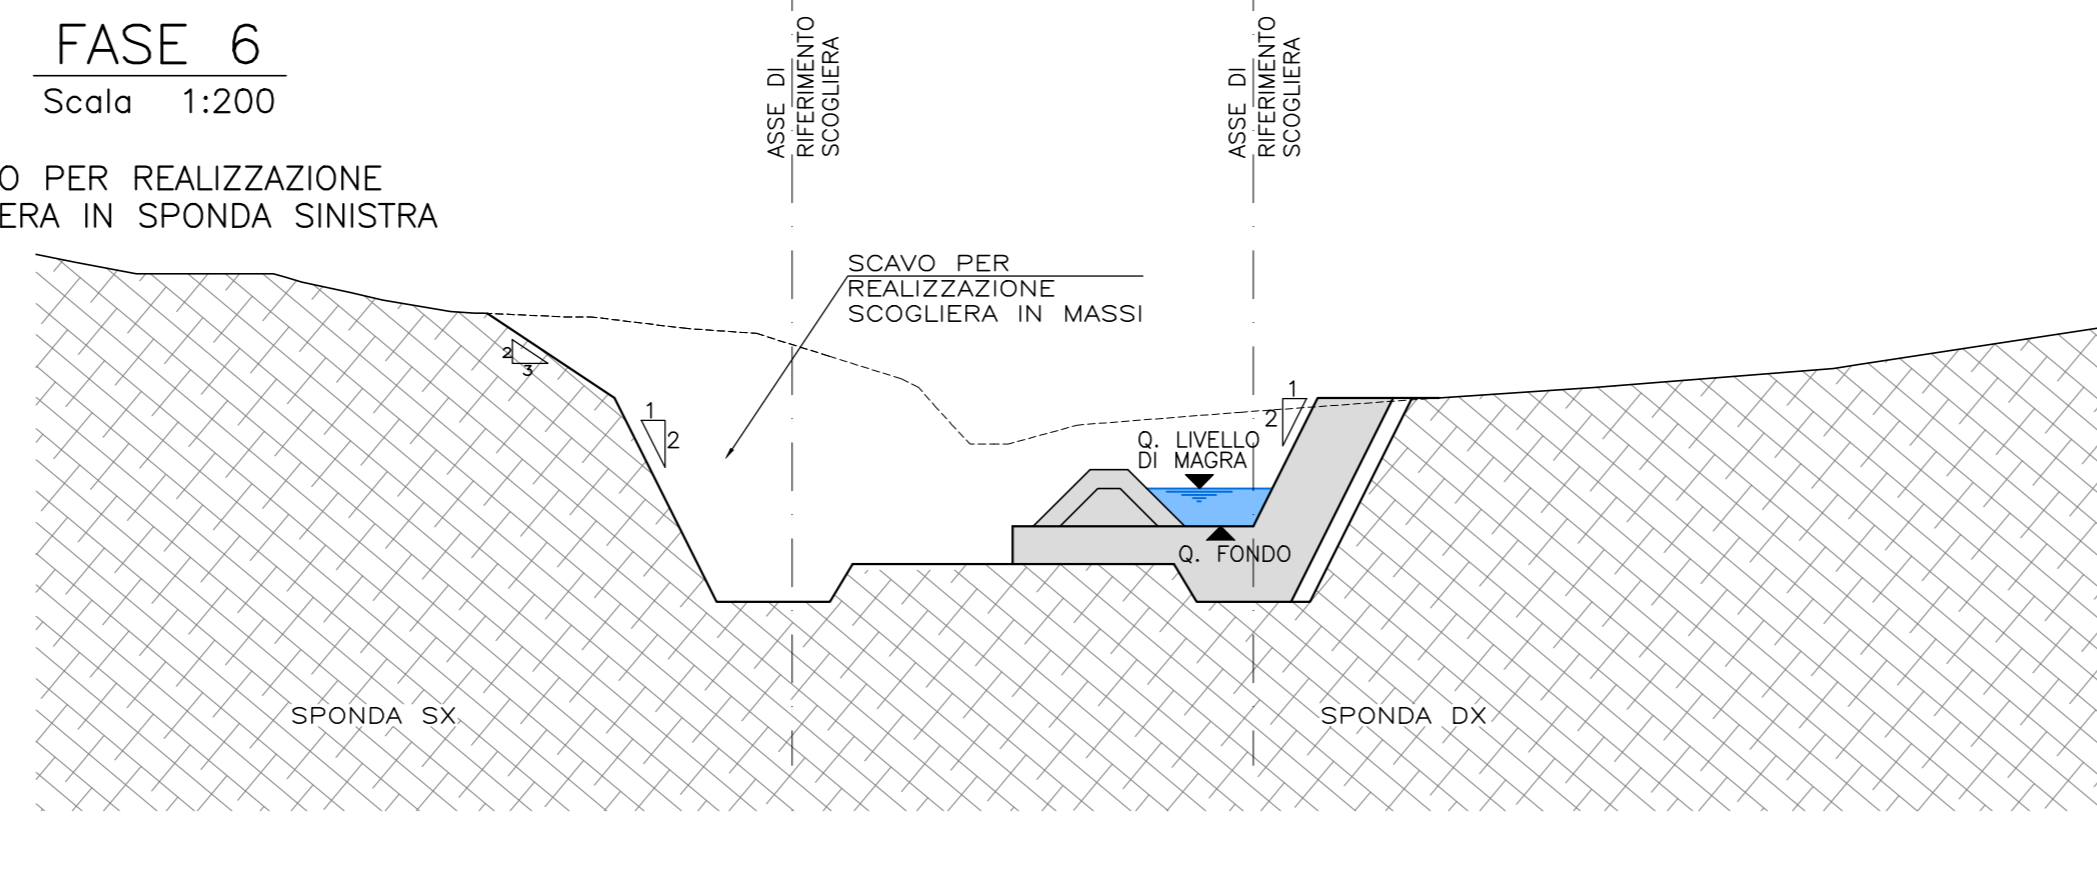 FASE 6
Scala 1:200
O PER REALIZZAZIONE
ERA IN SPONDA SINISTRA
ASSE DI
RIFERIMENTO
SCOGLIERA
ASSE DI
RIFERIMENTO
SCOGLIERA
SCAVO PER
REALIZZAZIONE
SCOGLIERA IN MASSI
2
3
1
2
1
2
Q. LIVELLO
DI MAGRA
Q. FONDO
SPONDA SX
SPONDA DX